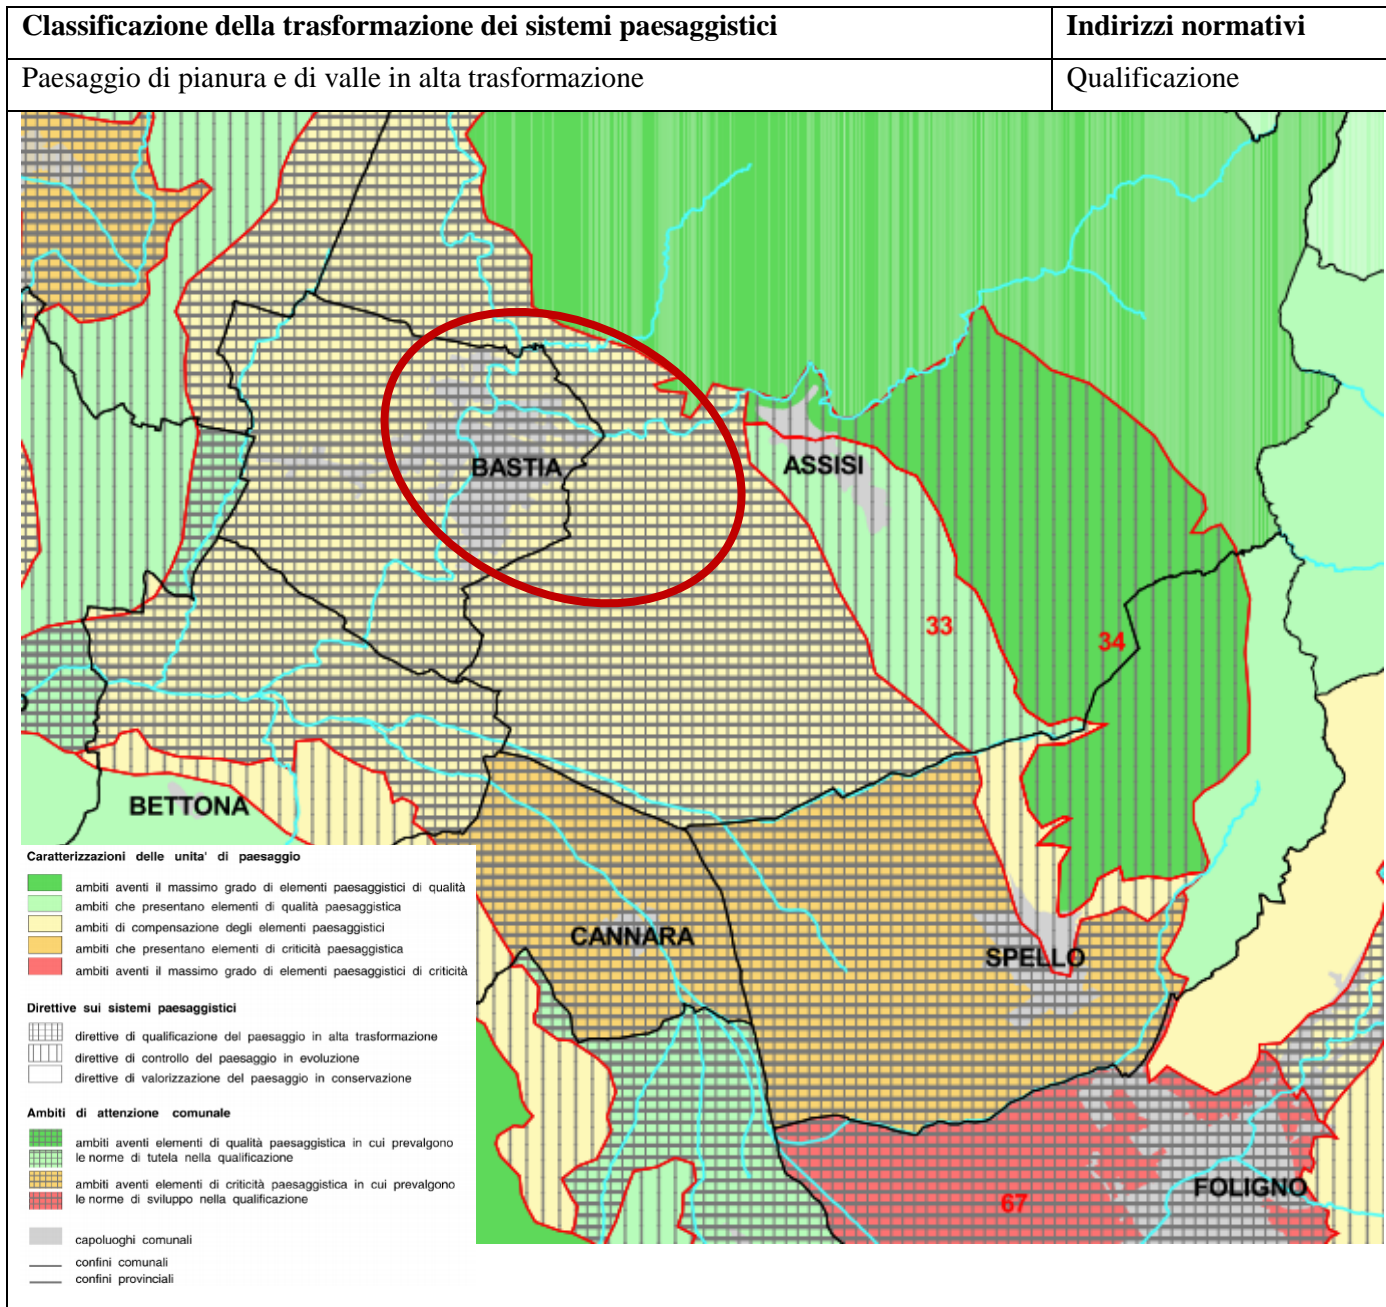 Classificazione della trasformazione dei sistemi paesaggistici
Indirizzi normativi
Paesaggio di pianura e di valle in alta trasformazione
Qualificazione
BASTIA
ASSISI
33
34
BETTONA
CANNARA
SPELLO
FOLIGNO
67
Caratterizzazioni delle unita' di paesaggio
ambiti aventi il massimo grado di elementi paesaggistici di qualità
ambiti che presentano elementi di qualità paesaggistica
ambiti di compensazione degli elementi paesaggistici
ambiti che presentano elementi di criticità paesaggistica
ambiti aventi il massimo grado di elementi paesaggistici di criticità
Direttive sui sistemi paesaggistici
direttive di qualificazione del paesaggio in alta trasformazione
direttive di controllo del paesaggio in evoluzione
direttive di valorizzazione del paesaggio in conservazione
Ambiti di attenzione comunale
ambiti aventi elementi di qualità paesaggistica in cui prevalgono
le norme di tutela nella qualificazione
ambiti aventi elementi di criticità paesaggistica in cui prevalgono
le norme di sviluppo nella qualificazione
capoluoghi comunali
confini comunali
confini provinciali